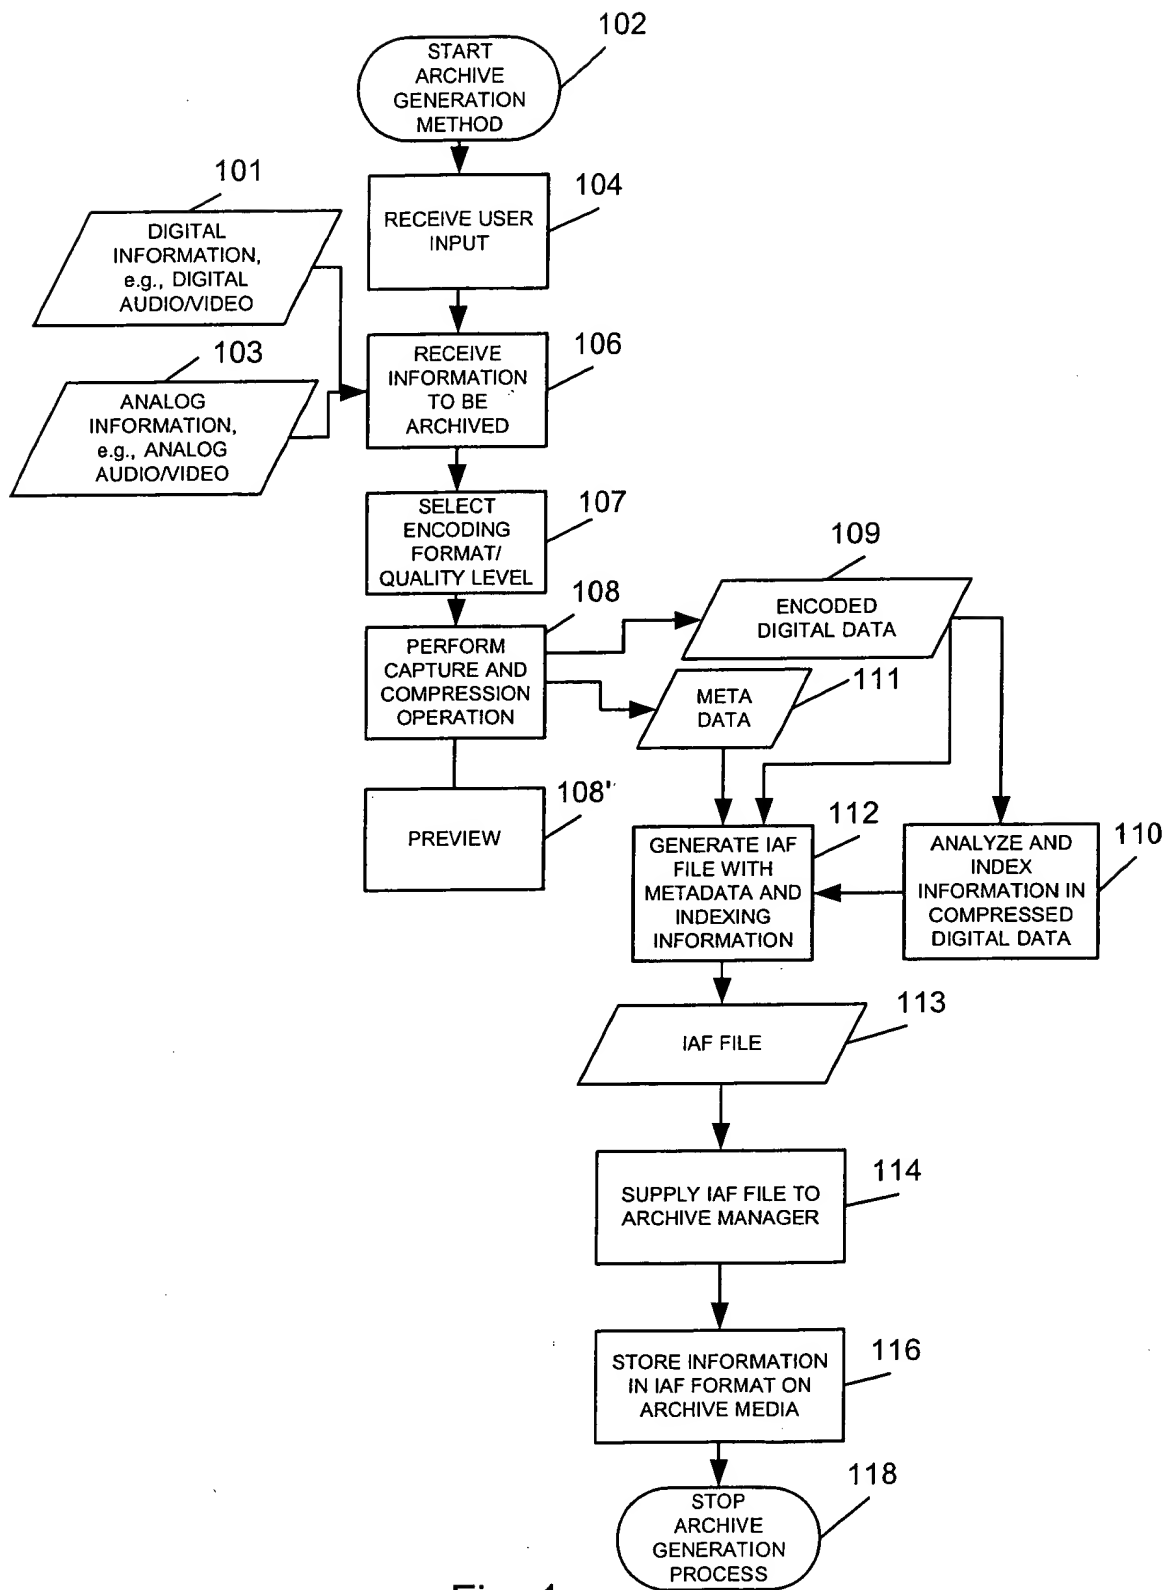 102
START
ARCHIVE
GENERATION
METHOD
101
104
RECEIVE USER
INPUT
DIGITAL
INFORMATION,
e.g., DIGITAL
AUDIO/VIDEO
103
106
RECEIVE
INFORMATION
TO BE
ARCHIVED
ANALOG
INFORMATION,
e.g., ANALOG
AUDIO/VIDEO
107
SELECT
ENCODING
FORMAT/
QUALITY LEVEL
109
108
ENCODED
DIGITAL DATA
PERFORM
CAPTURE AND
COMPRESSION
OPERATION
111
META
DATA
108'
PREVIEW
112
GENERATE IAF
FILE WITH
METADATA AND
INDEXING
INFORMATION
110
ANALYZE AND
INDEX
INFORMATION IN
COMPRESSED
DIGITAL DATA
113
IAF FILE
114
SUPPLY IAF FILE TO
ARCHIVE MANAGER
116
STORE INFORMATION
IN IAF FORMAT ON
ARCHIVE MEDIA
118
STOP
ARCHIVE
GENERATION
PROCESS